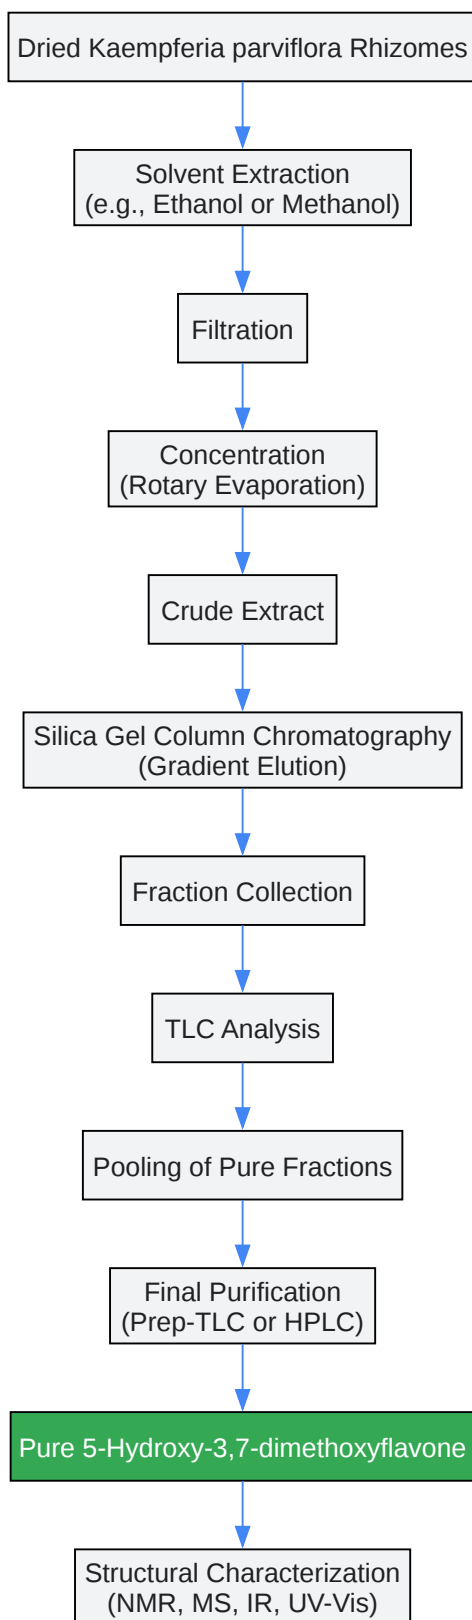 Dried Kaempferia parviflora Rhizomes
Solvent Extraction
(e.g., Ethanol or Methanol)
Filtration
Concentration
(Rotary Evaporation)
Crude Extract
Silica Gel Column Chromatography
(Gradient Elution)
Fraction Collection
TLC Analysis
Pooling of Pure Fractions
Final Purification
(Prep-TLC or HPLC)
Pure 5-Hydroxy-3,7-dimethoxyflavone
Structural Characterization
(NMR, MS, IR, UV-Vis)